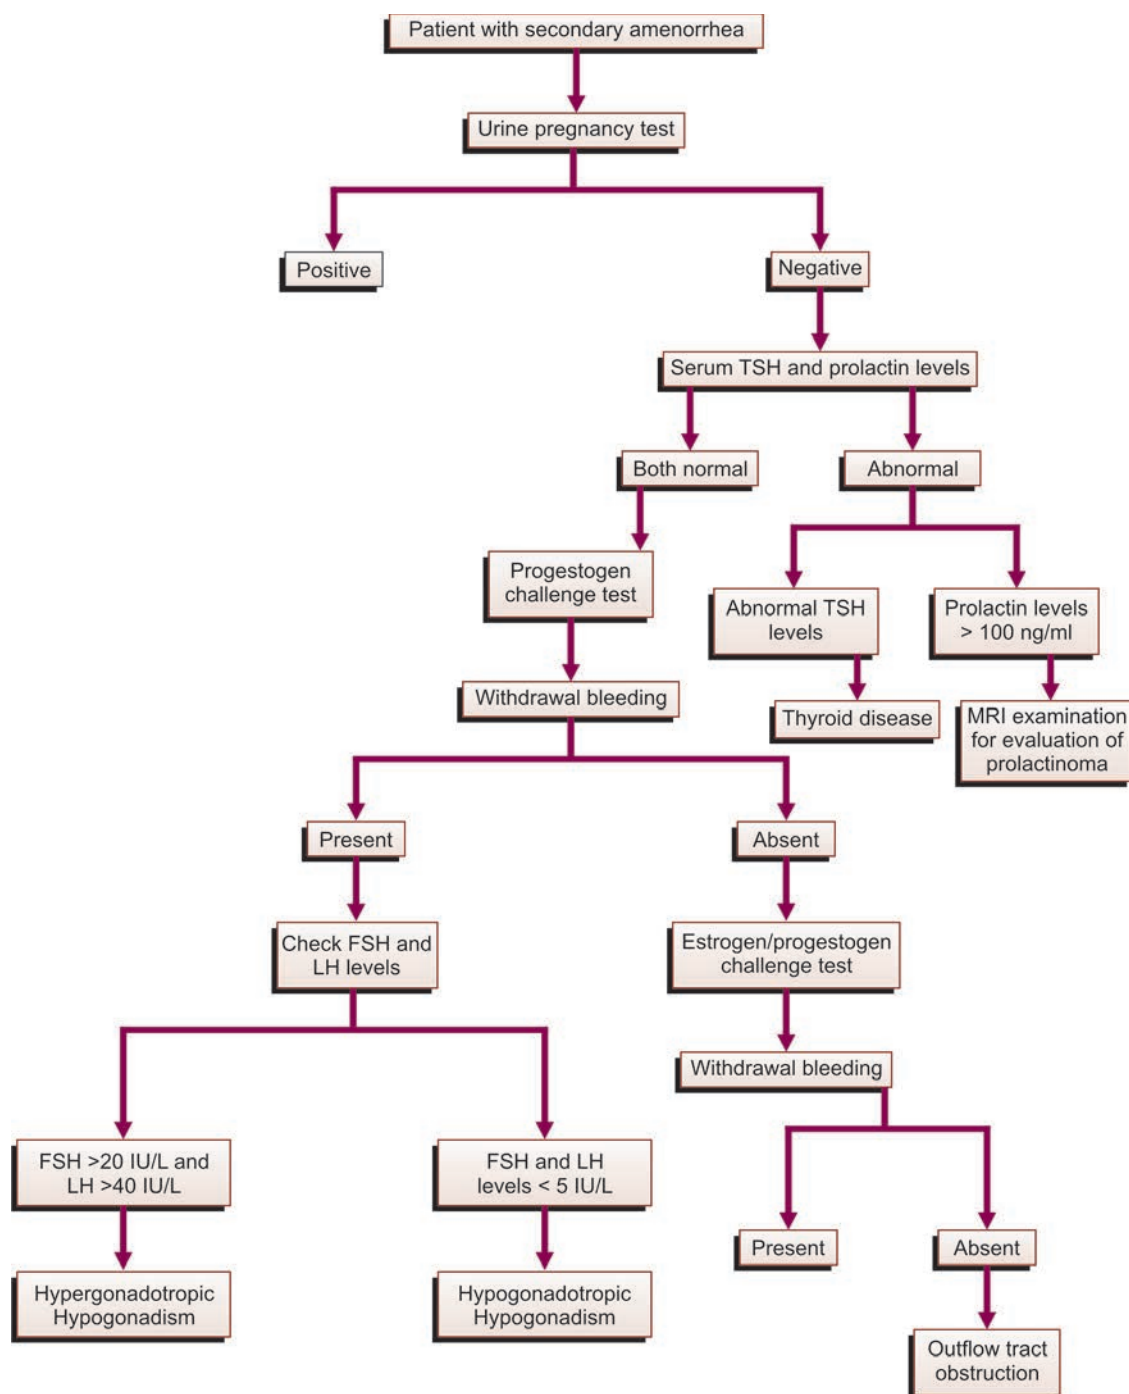 Patient with secondary amenorrhea
Urine pregnancy test
Positive
Negative
Serum TSH and prolactin levels
Both normal
Abnormal
Progestogen
challenge test
Abnormal TSH
levels
Prolactin levels
> 100 ng/ml
Withdrawal bleeding
Thyroid disease
MRI examination
for evaluation of
prolactinoma
Present
Absent
Check FSH and
LH levels
Estrogen/progestogen
challenge test
Withdrawal bleeding
FSH >20 IU/L and
LH >40 IU/L
FSH and LH
levels < 5 IU/L
Present
Absent
Hypergonadotropic
Hypogonadism
Hypogonadotropic
Hypogonadism
Outflow tract
obstruction